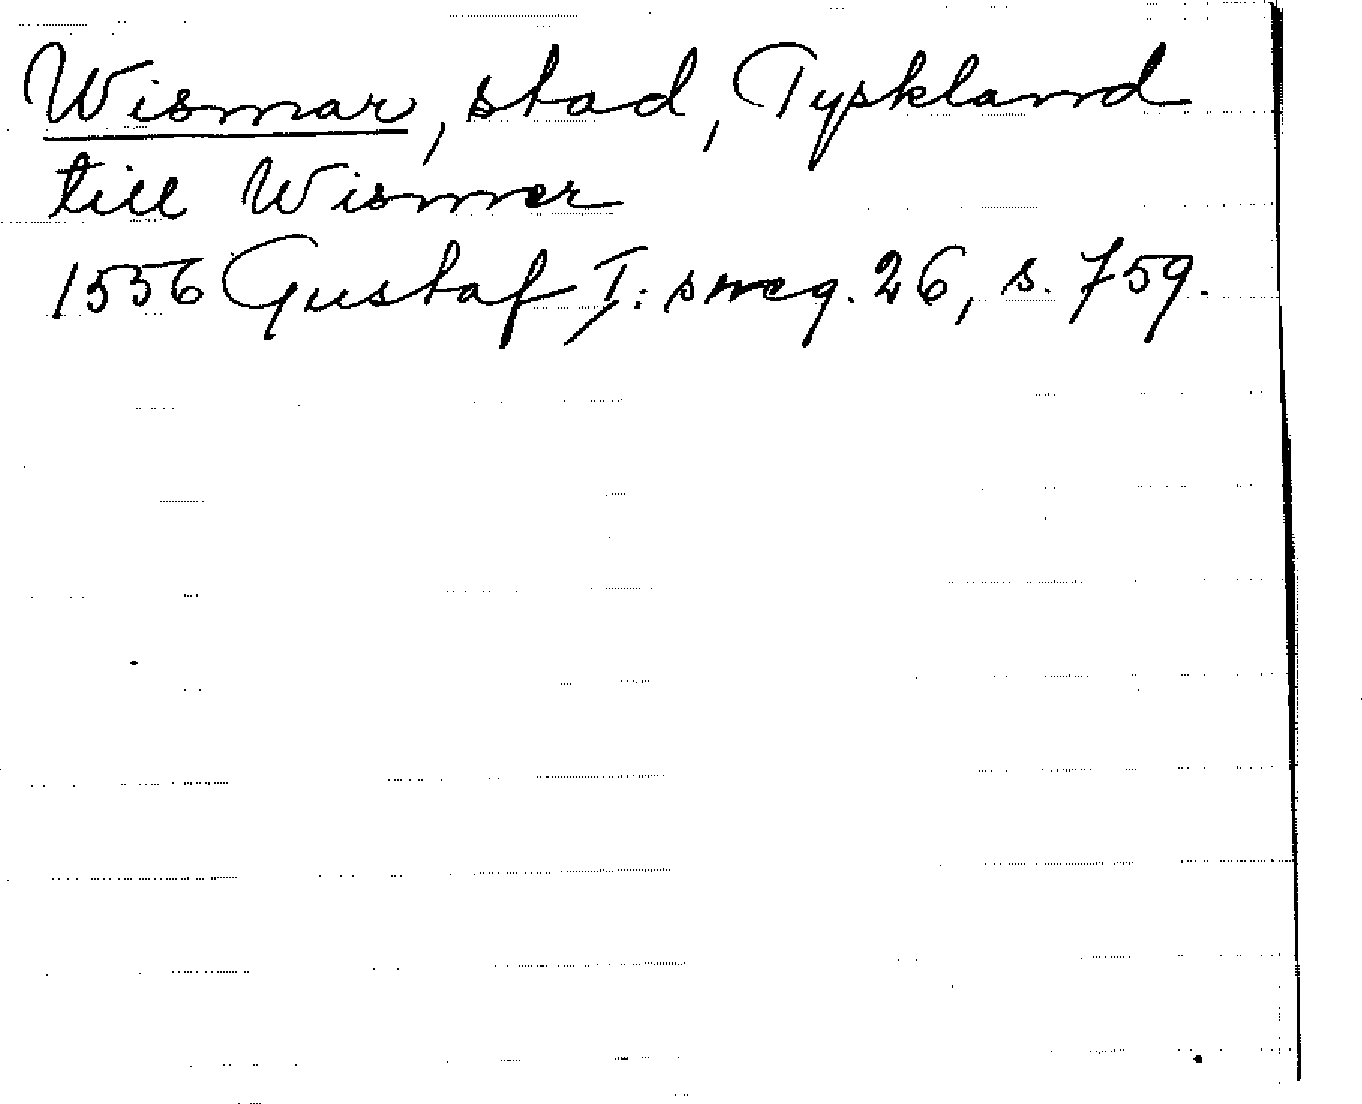 Wismar, stad, Tyskland
till Wismer
1556 Gustaf I: s reg. 26, s. 759.